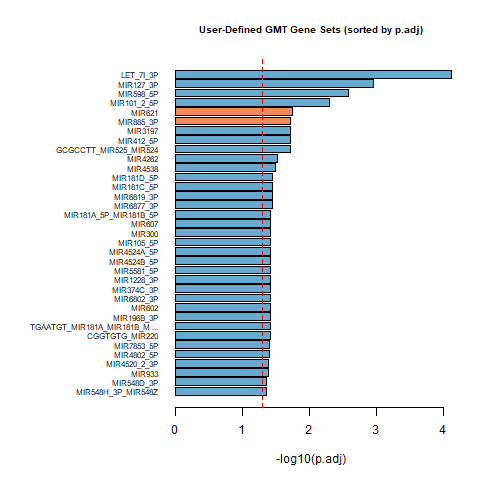 User-Defined GMT Gene Sets (sorted by p.adj)
LET_7I_3P
MIR127_3P
MIR598_5P
MIR101_2_5P
MIR621
MIR885_3P
MIR3197
MIR412_5P
GCGCCTT_MIR525_MIR524
MIR4262
MIR4538
MIR181D_5P
MIR181C_5P
MIR6819_3P
MIR6877_3P
MIR181A_5P_MIR181B_5P
MIR607
MIR300
MIR105_5P
MIR4524A_5P
MIR4524B_5P
MIR5581_5P
MIR1228_3P
MIR374C_3P
MIR6802_3P
MIR602
MIR196B_3P
TGAATGT_MIR181A_MIR181B_M ...
CGGTGTG_MIR220
MIR7853_5P
MIR4802_5P
MIR4520_2_3P
MIR933
MIR548D_3P
MIR548H_3P_MIR548Z
0 1 2 3 4
-log10(p.adj)